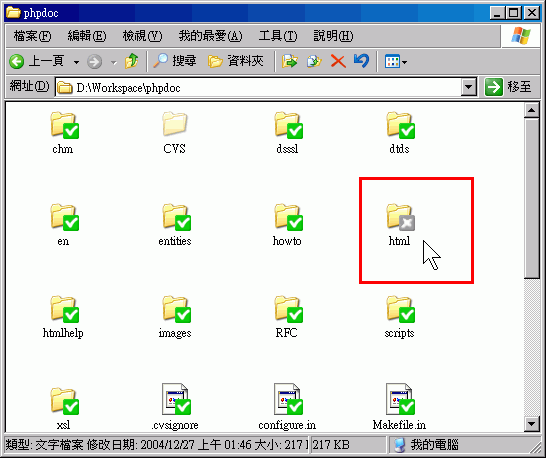 phpdoc
檔案(F) 編輯(E) 檢視(V) 我的最愛(A) 工具(T) 說明(H)
上一頁 搜尋 資料夾
網址(D) D:\Workspace\phpdoc 移至
chm CVS dsssl dtds
en entities howto html
htmlhelp images RFC scripts
xsl .cvsignore configure.in Makefile.in
類型: 文字檔案 修改日期: 2004/12/27 上午 01:46 大小: 217 217 KB 我的電腦